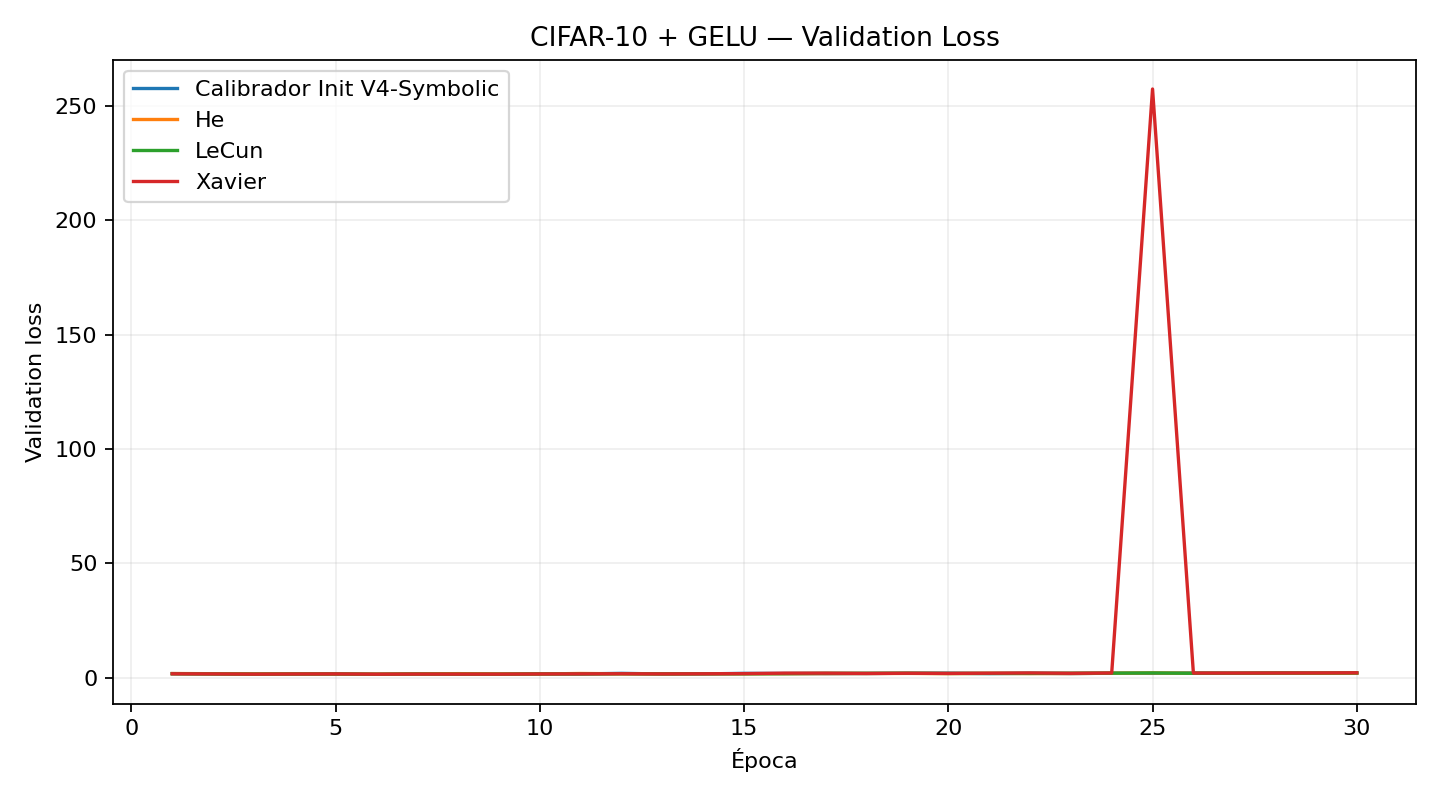 CIFAR-10 + GELU — Validation Loss
Calibrador Init V4-Symbolic
He
LeCun
Xavier
Validation loss
250
200
150
100
50
0
0 5 10 15 20 25 30
Época